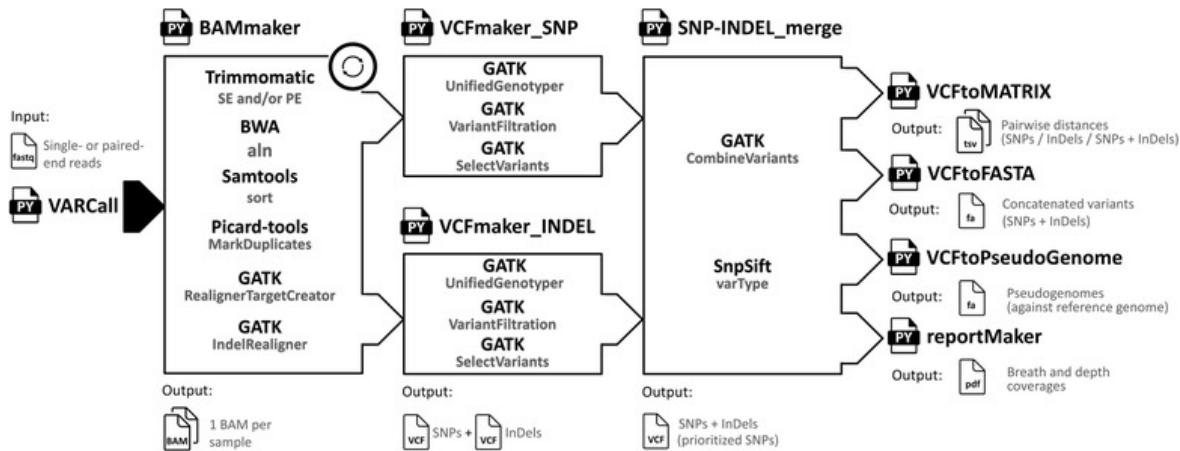 Input:
fastq
Single- or paired-
end reads
PY VARCall
PY BAMmaker
Trimmomatic
SE and/or PE
BWA
aln
Samtools
sort
Picard-tools
MarkDuplicates
GATK
RealignerTargetCreator
GATK
IndelRealigner
Output:
BAM
1 BAM per
sample
PY VCFmaker_SNP
GATK
UnifiedGenotyper
GATK
VariantFiltration
GATK
SelectVariants
PY VCFmaker_INDEL
GATK
UnifiedGenotyper
GATK
VariantFiltration
GATK
SelectVariants
Output:
VCF SNPs + VCF InDels
PY SNP-INDEL_merge
GATK
CombineVariants
SnpSift
varType
Output:
VCF
SNPs + InDels
(prioritized SNPs)
PY VCFtoMATRIX
Output:
tsv
Pairwise distances
(SNPs / InDels / SNPs + InDels)
PY VCFtoFASTA
Output:
fa
Concatenated variants
(SNPs + InDels)
PY VCFtoPseudoGenome
Output:
fa
Pseudogenomes
(against reference genome)
PY reportMaker
Output:
pdf
Breath and depth
coverages